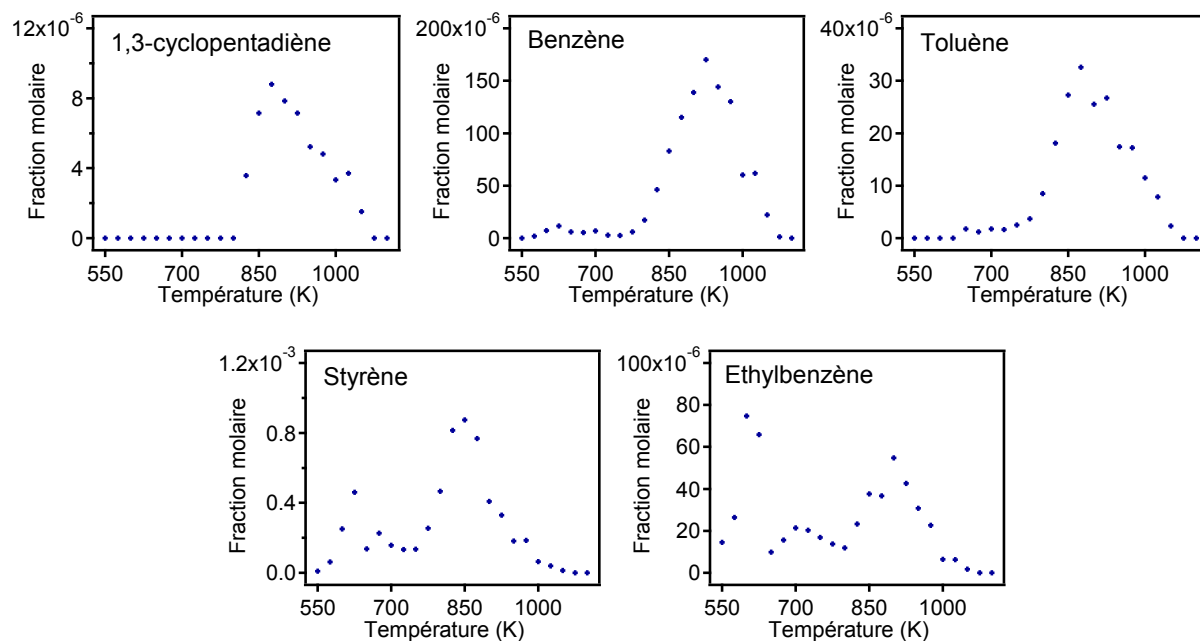 12x10-6
1,3-cyclopentadiène
Fraction molaire
8
4
0
550 700 850 1000
Température (K)
200x10-6
Benzène
Fraction molaire
150
100
50
0
550 700 850 1000
Température (K)
40x10-6
Toluène
Fraction molaire
30
20
10
0
550 700 850 1000
Température (K)
1.2x10-3
Styrène
Fraction molaire
0.8
0.4
0.0
550 700 850 1000
Température (K)
100x10-6
Ethylbenzène
Fraction molaire
80
60
40
20
0
550 700 850 1000
Température (K)